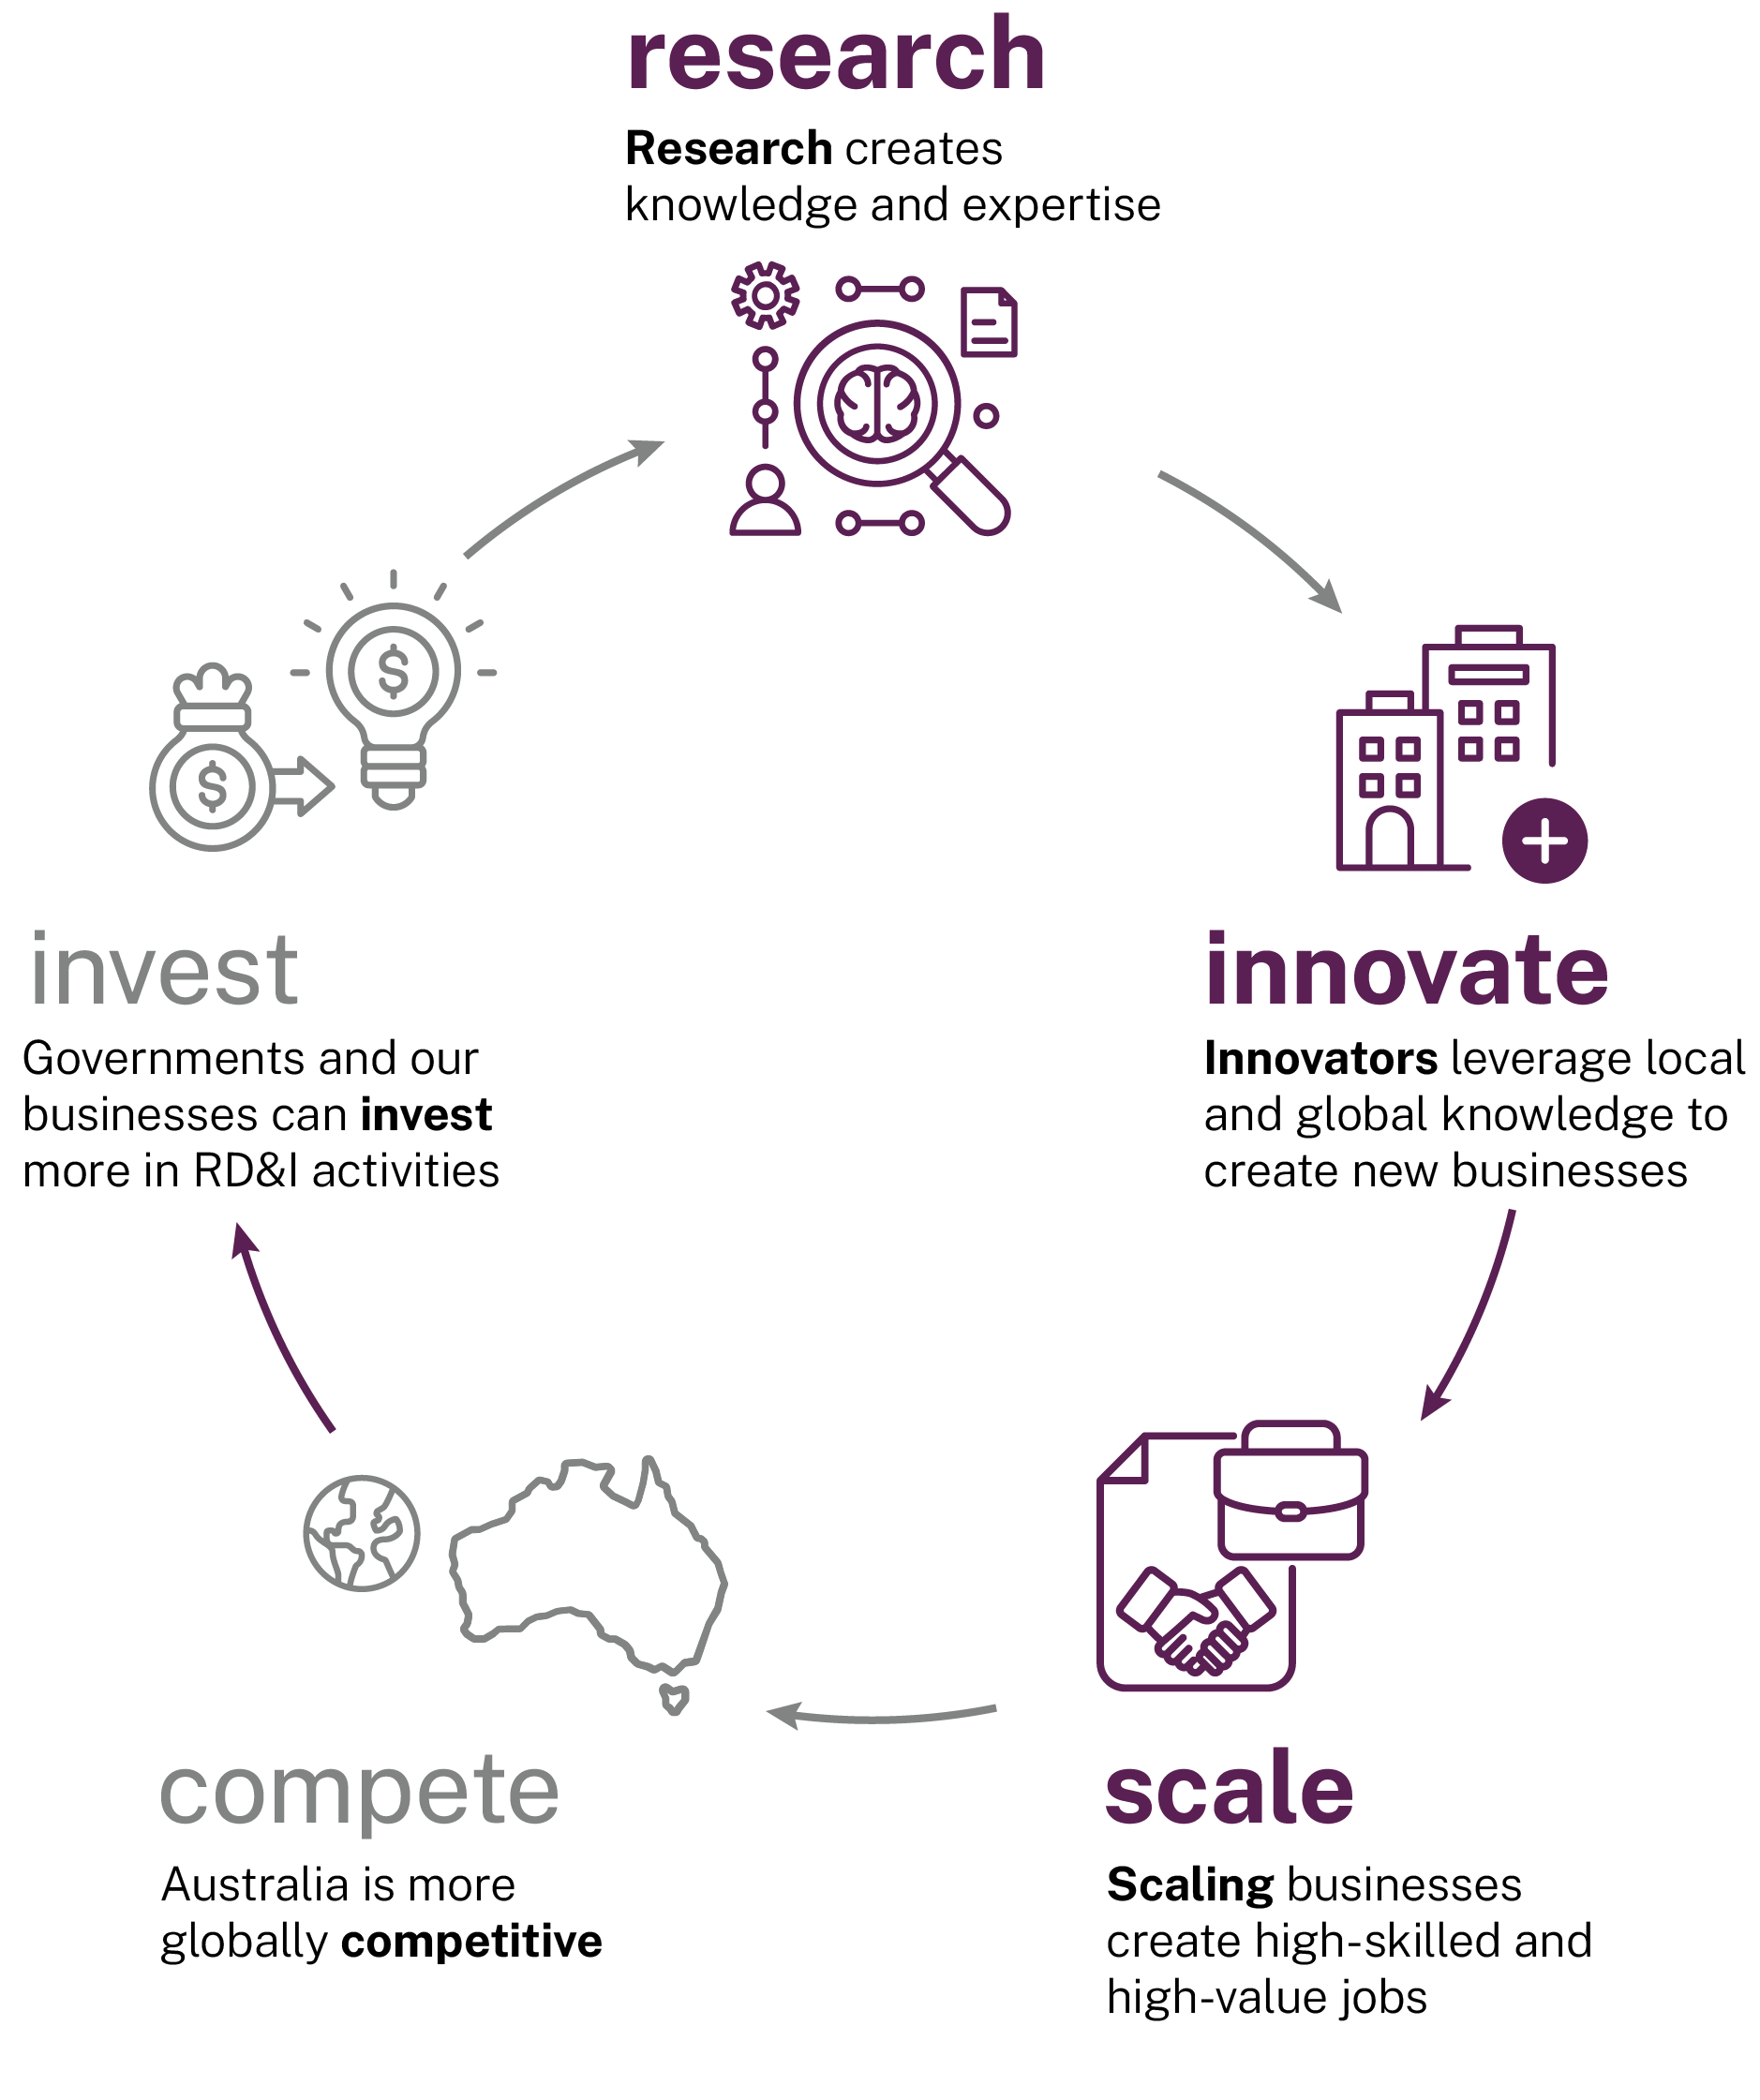 research
Research creates
knowledge and expertise
innovate
Innovators leverage local
and global knowledge to
create new businesses
scale
Scaling businesses
create high-skilled and
high-value jobs
compete
Australia is more
globally competitive
invest
Governments and our
businesses can invest
more in RD&I activities
$
$